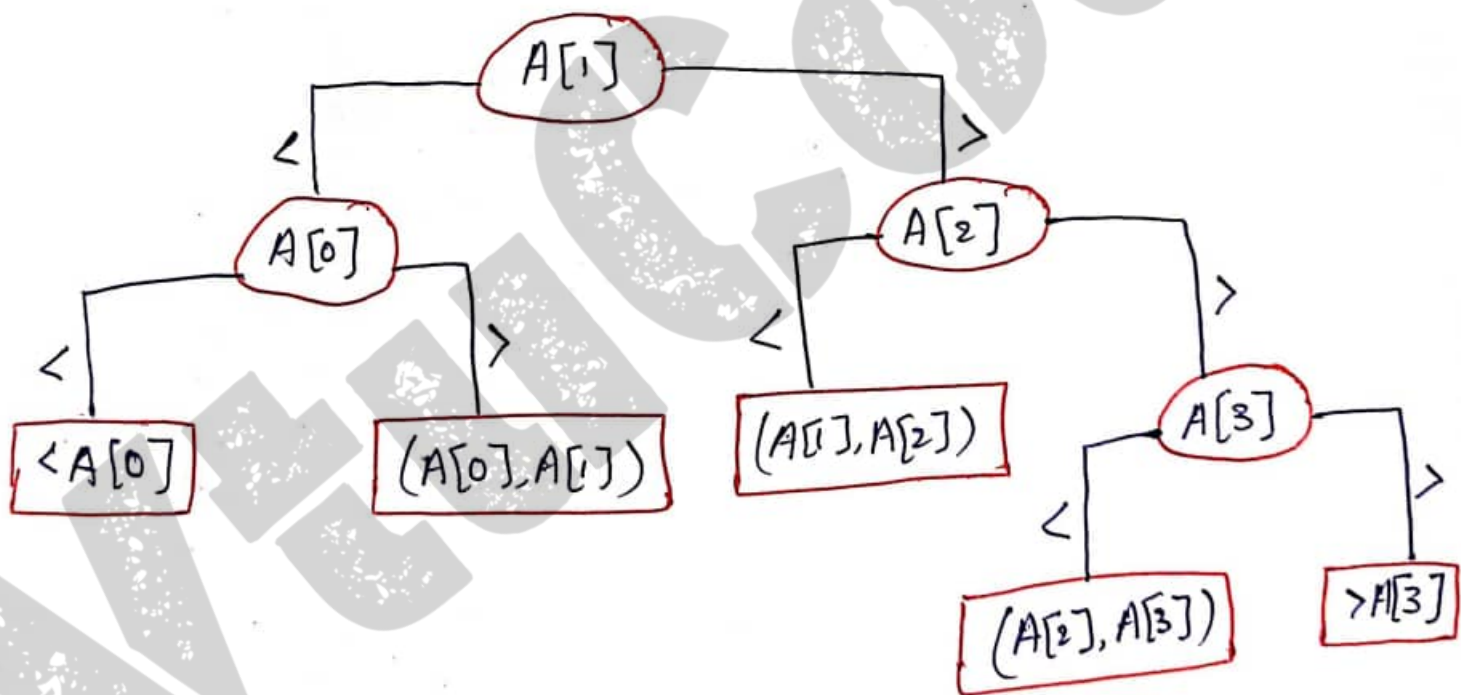 A[1]
<
>
A[0]
A[2]
<
>
<
>
<A[0]
(A[0], A[1])
(A[1], A[2])
A[3]
<
>
(A[2], A[3])
>A[3]